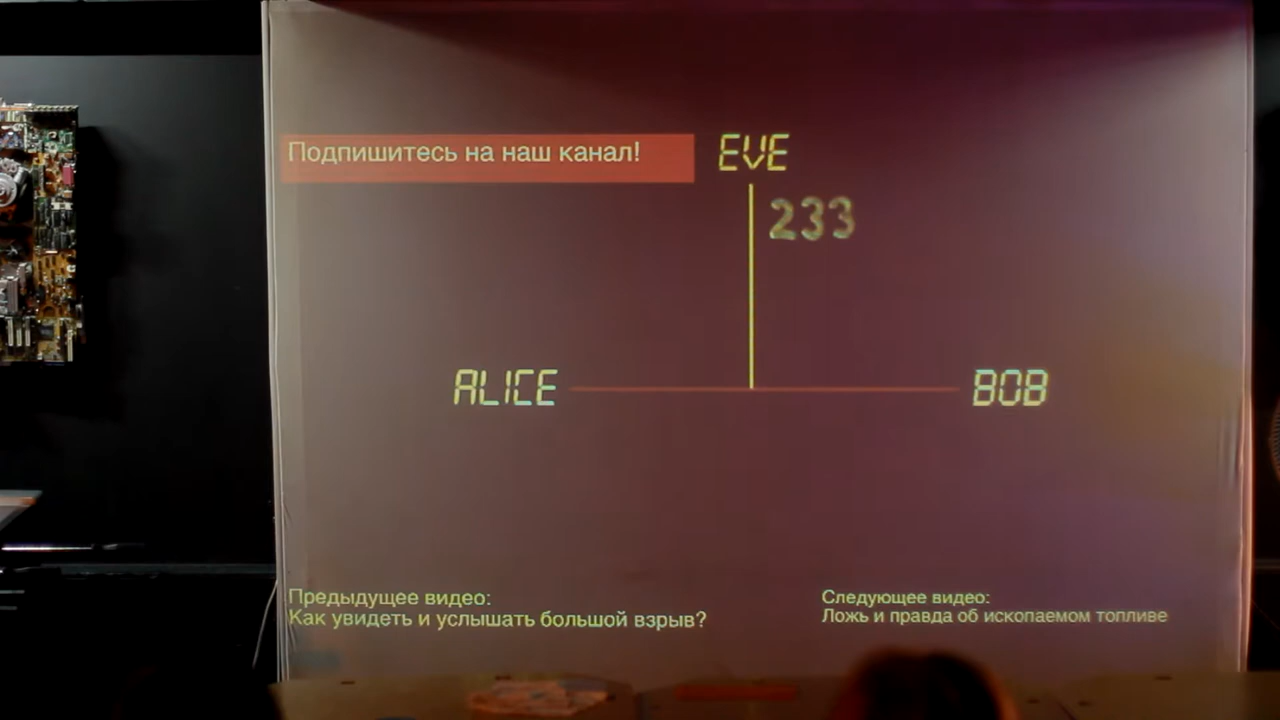 Подпишитесь на наш канал!
EVE
233
ALICE
BOB
Предыдущее видео:
Как увидеть и услышать большой взрыв?
Следующее видео:
Ложь и правда об ископаемом топливе